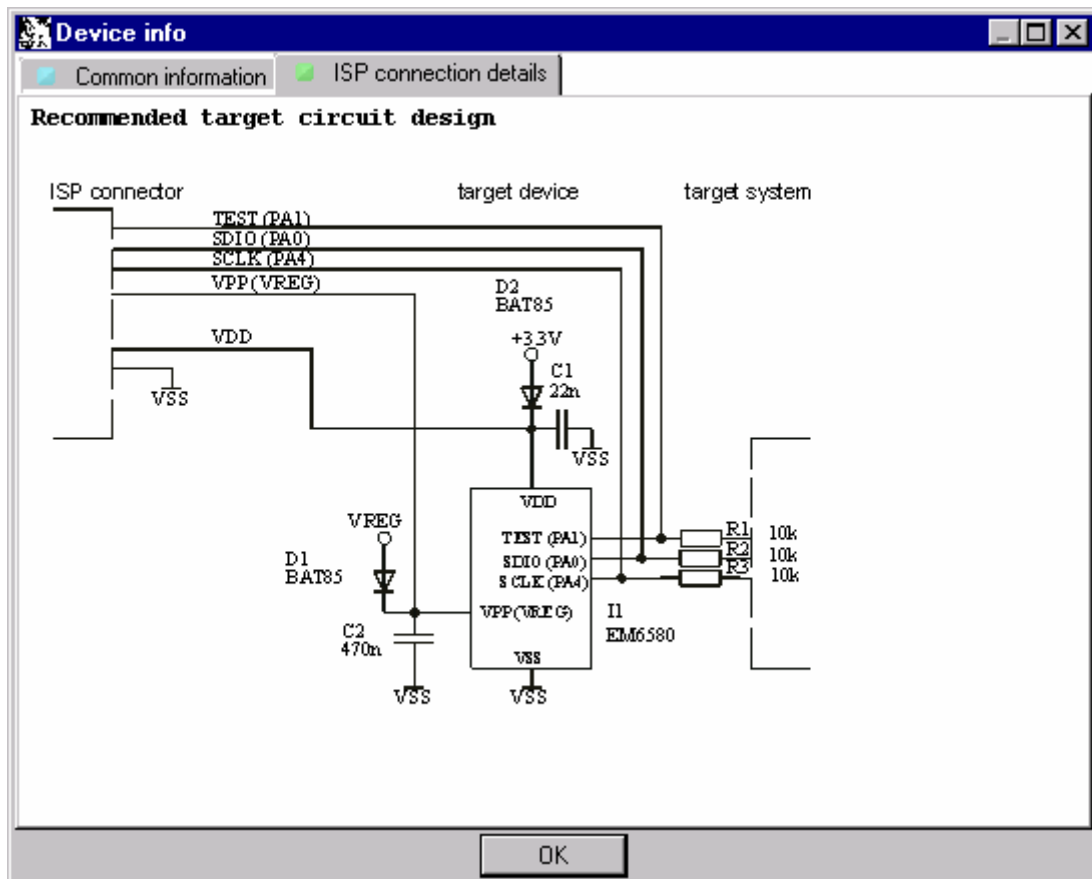 Device info
Common information
ISP connection details
Recommended target circuit design
ISP connector
target device
target system
TEST (PA1)
SDIO (PA0)
SCLK (PA4)
VPP(VREG)
VDD
VSS
D2
BAT85
+3.3V
C1
22n
VSS
VDD
VREG
D1
BAT85
C2
470n
VSS
TEST (PA1)
SDIO (PA0)
SCLK (PA4)
VPP(VREG)
VSS
VSS
I1
EM6580
R1 10k
R2 10k
R3 10k
OK